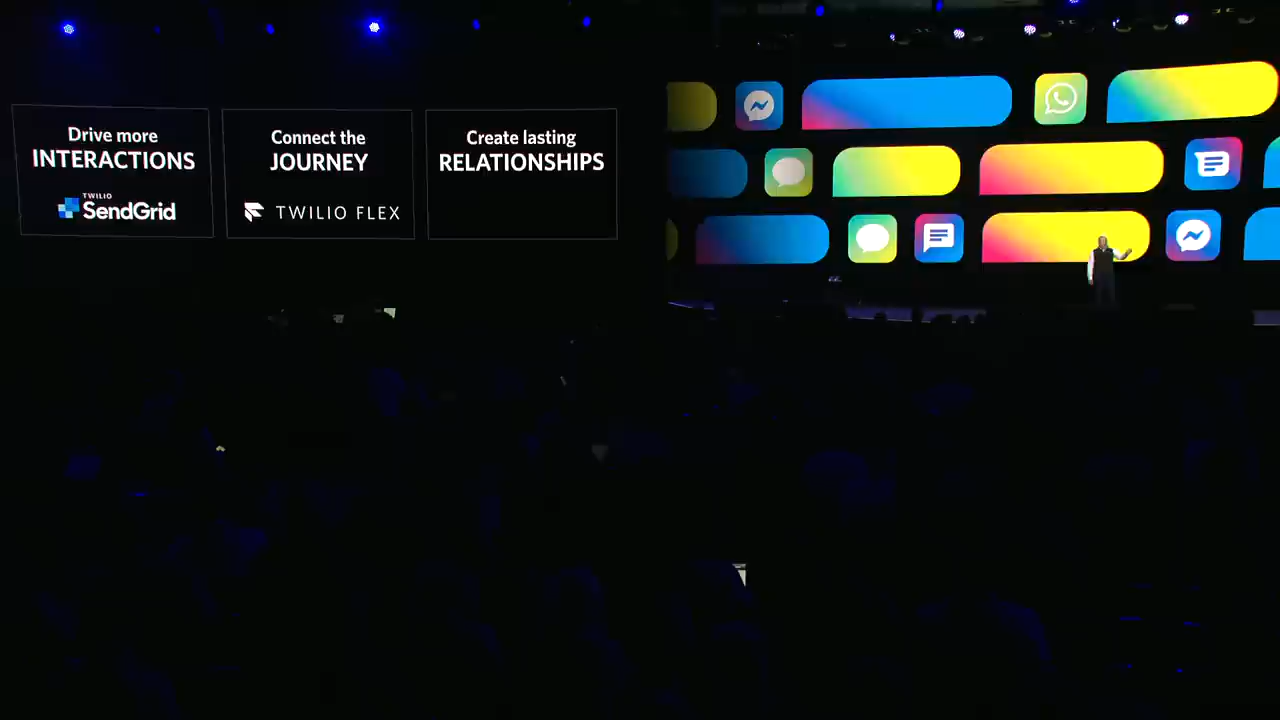 Drive more
INTERACTIONS
TWILIO
SendGrid
Connect the
JOURNEY
TWILIO FLEX
Create lasting
RELATIONSHIPS